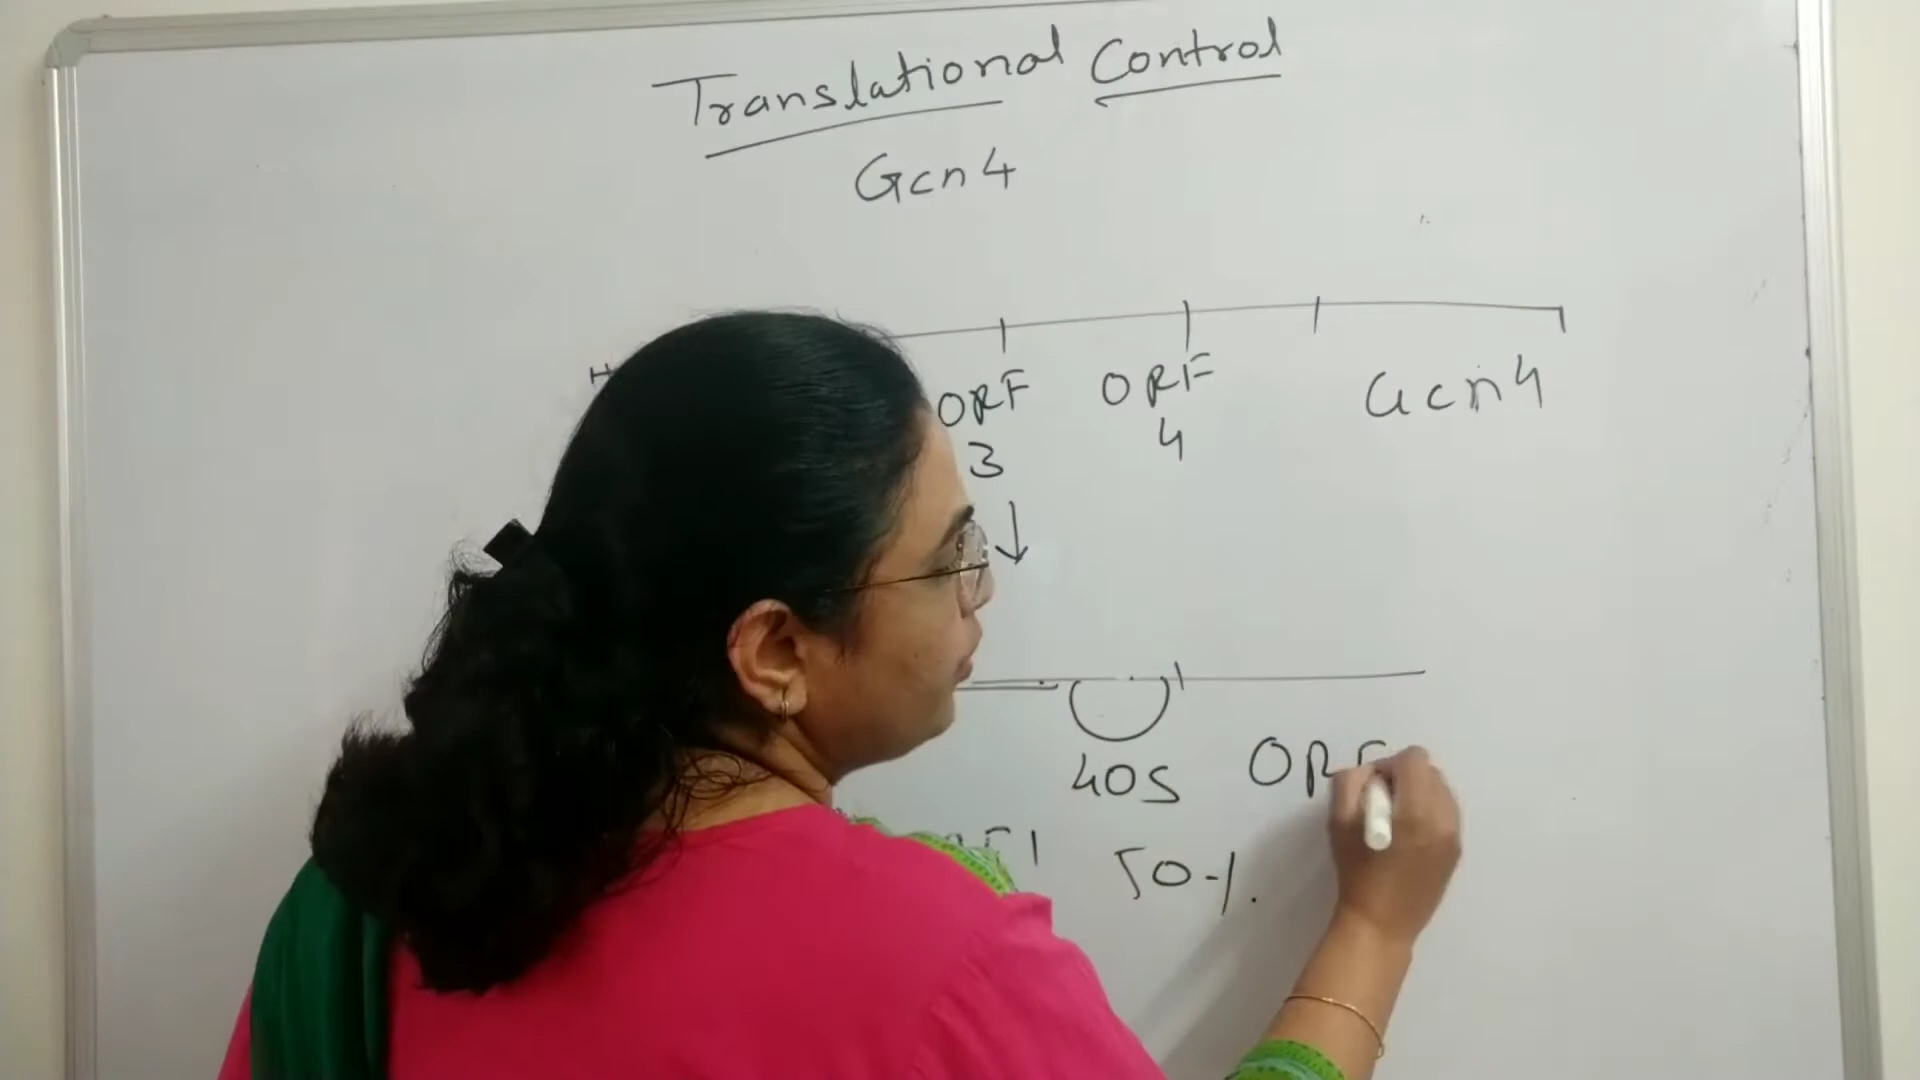 Translational Control
Gcn4
ORF ORF Gcn4
3 4
40S ORF
50%.